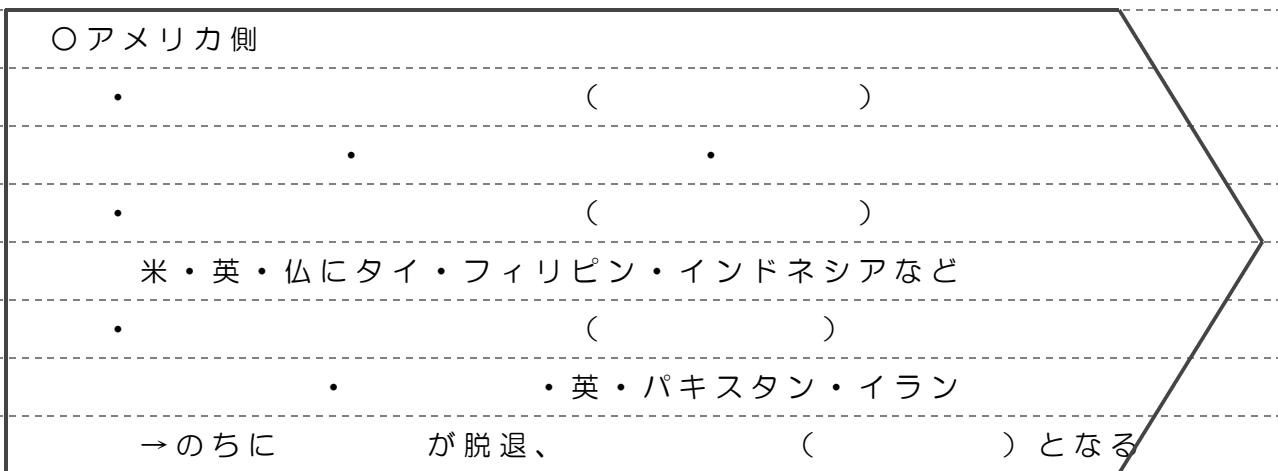 ○アメリカ側
・　　　　　　　（　　　　　）
・　　　　　　　・
・　　　　　　　（　　　　　）
米・英・仏にタイ・フィリピン・インドネシアなど
・　　　　　　　（　　　　）
・　　　　・英・パキスタン・イラン
→のちに　　　が脱退、　　　　（　　　　）となる